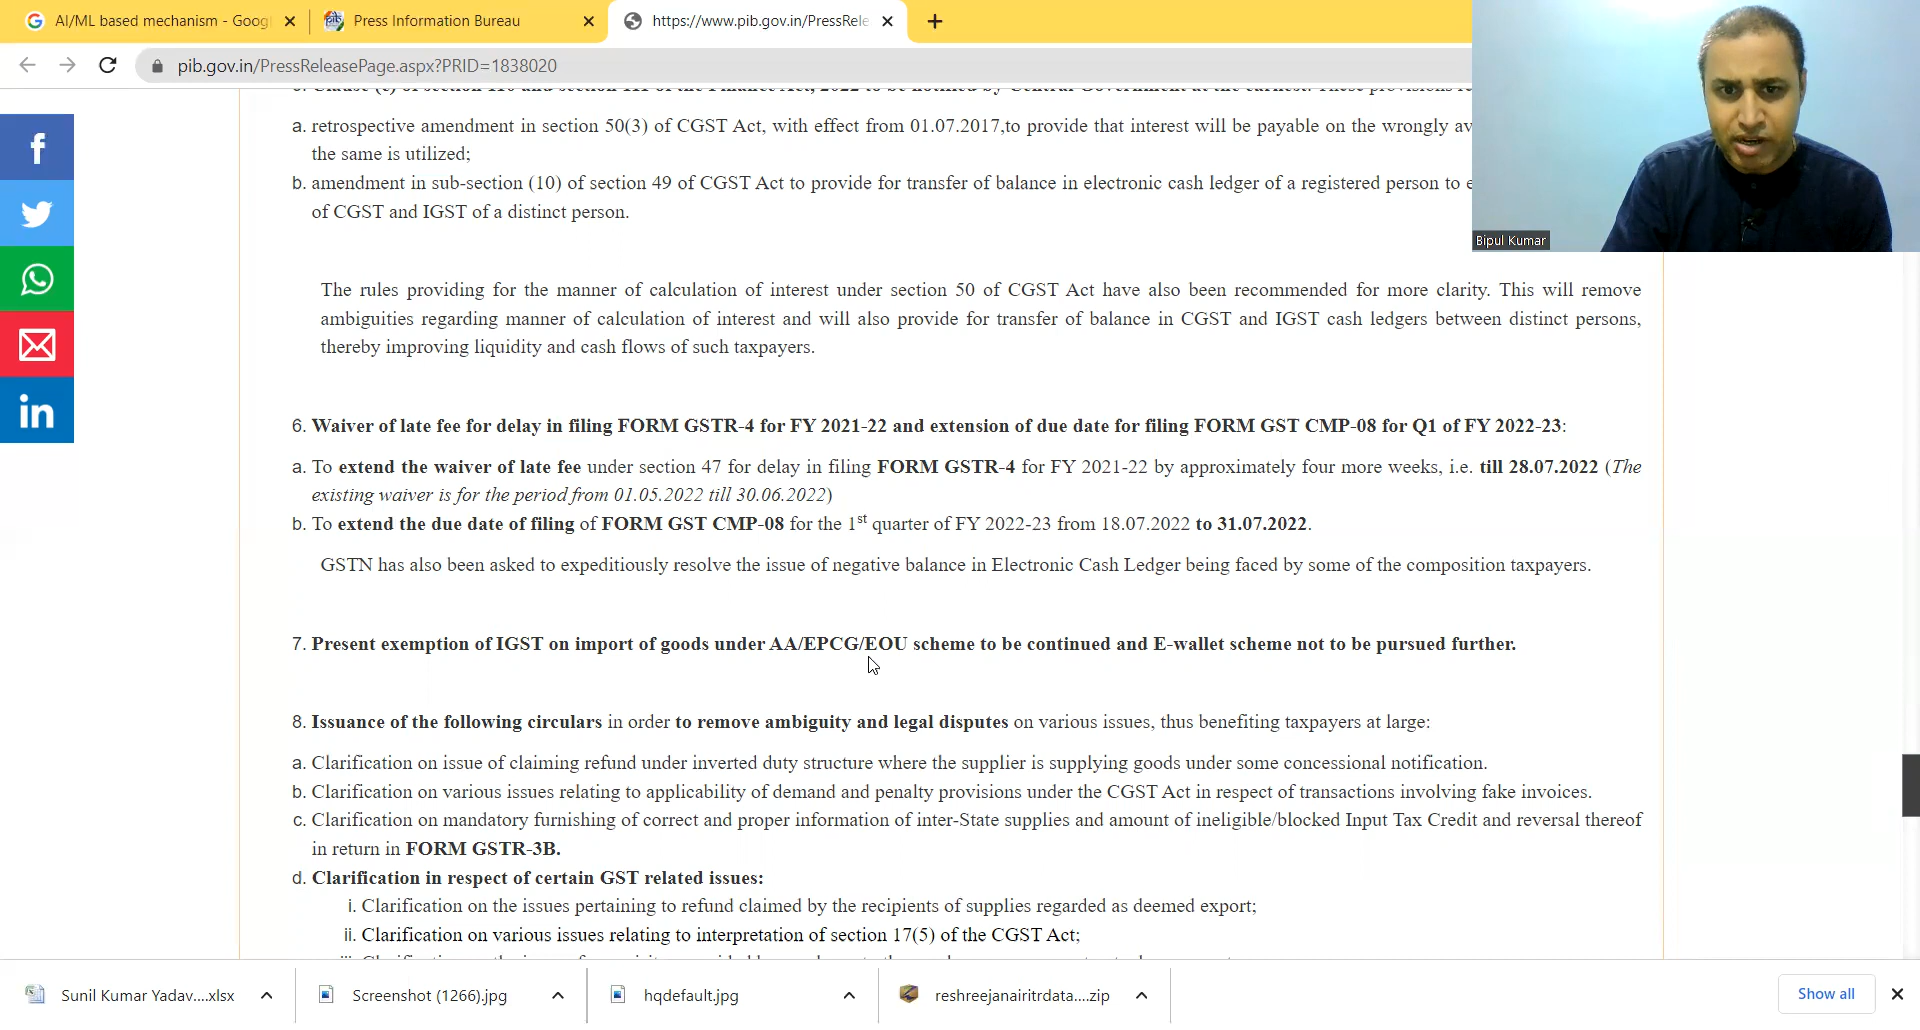 AI/ML based mechanism - Goog
Press Information Bureau
https://www.pib.gov.in/PressRele
pib.gov.in/PressReleasePage.aspx?PRID=1838020
a. retrospective amendment in section 50(3) of CGST Act, with effect from 01.07.2017,to provide that interest will be payable on the wrongly av
the same is utilized;
b. amendment in sub-section (10) of section 49 of CGST Act to provide for transfer of balance in electronic cash ledger of a registered person to e
of CGST and IGST of a distinct person.
Bipul Kumar
The rules providing for the manner of calculation of interest under section 50 of CGST Act have also been recommended for more clarity. This will remove
ambiguities regarding manner of calculation of interest and will also provide for transfer of balance in CGST and IGST cash ledgers between distinct persons,
thereby improving liquidity and cash flows of such taxpayers.
6. Waiver of late fee for delay in filing FORM GSTR-4 for FY 2021-22 and extension of due date for filing FORM GST CMP-08 for Q1 of FY 2022-23:
a. To extend the waiver of late fee under section 47 for delay in filing FORM GSTR-4 for FY 2021-22 by approximately four more weeks, i.e. till 28.07.2022 (The
existing waiver is for the period from 01.05.2022 till 30.06.2022)
b. To extend the due date of filing of FORM GST CMP-08 for the 1st quarter of FY 2022-23 from 18.07.2022 to 31.07.2022.
GSTN has also been asked to expeditiously resolve the issue of negative balance in Electronic Cash Ledger being faced by some of the composition taxpayers.
7. Present exemption of IGST on import of goods under AA/EPCG/EOU scheme to be continued and E-wallet scheme not to be pursued further.
8. Issuance of the following circulars in order to remove ambiguity and legal disputes on various issues, thus benefiting taxpayers at large:
a. Clarification on issue of claiming refund under inverted duty structure where the supplier is supplying goods under some concessional notification.
b. Clarification on various issues relating to applicability of demand and penalty provisions under the CGST Act in respect of transactions involving fake invoices.
c. Clarification on mandatory furnishing of correct and proper information of inter-State supplies and amount of ineligible/blocked Input Tax Credit and reversal thereof
in return in FORM GSTR-3B.
d. Clarification in respect of certain GST related issues:
i. Clarification on the issues pertaining to refund claimed by the recipients of supplies regarded as deemed export;
ii. Clarification on various issues relating to interpretation of section 17(5) of the CGST Act;
Sunil Kumar Yadav....xlsx
Screenshot (1266).jpg
hqdefault.jpg
reshreejanairitrdata....zip
Show all